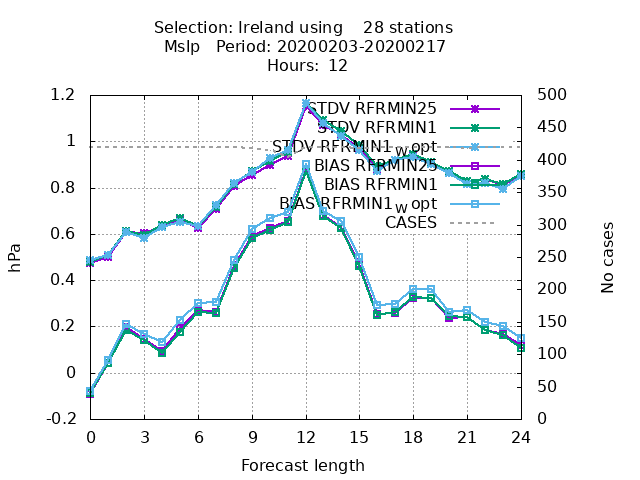 Selection: Ireland using    28 stations
Mslp   Period: 20200203-20200217
Hours:  12
1.2
1
0.8
0.6
0.4
0.2
0
-0.2
hPa
500
450
400
350
300
250
200
150
100
50
0
No cases
STDV RFRMIN25
STDV RFRMIN1
STDV RFRMIN1_w opt
BIAS RFRMIN25
BIAS RFRMIN1
BIAS RFRMIN1_w opt
CASES
0 3 6 9 12 15 18 21 24
Forecast length